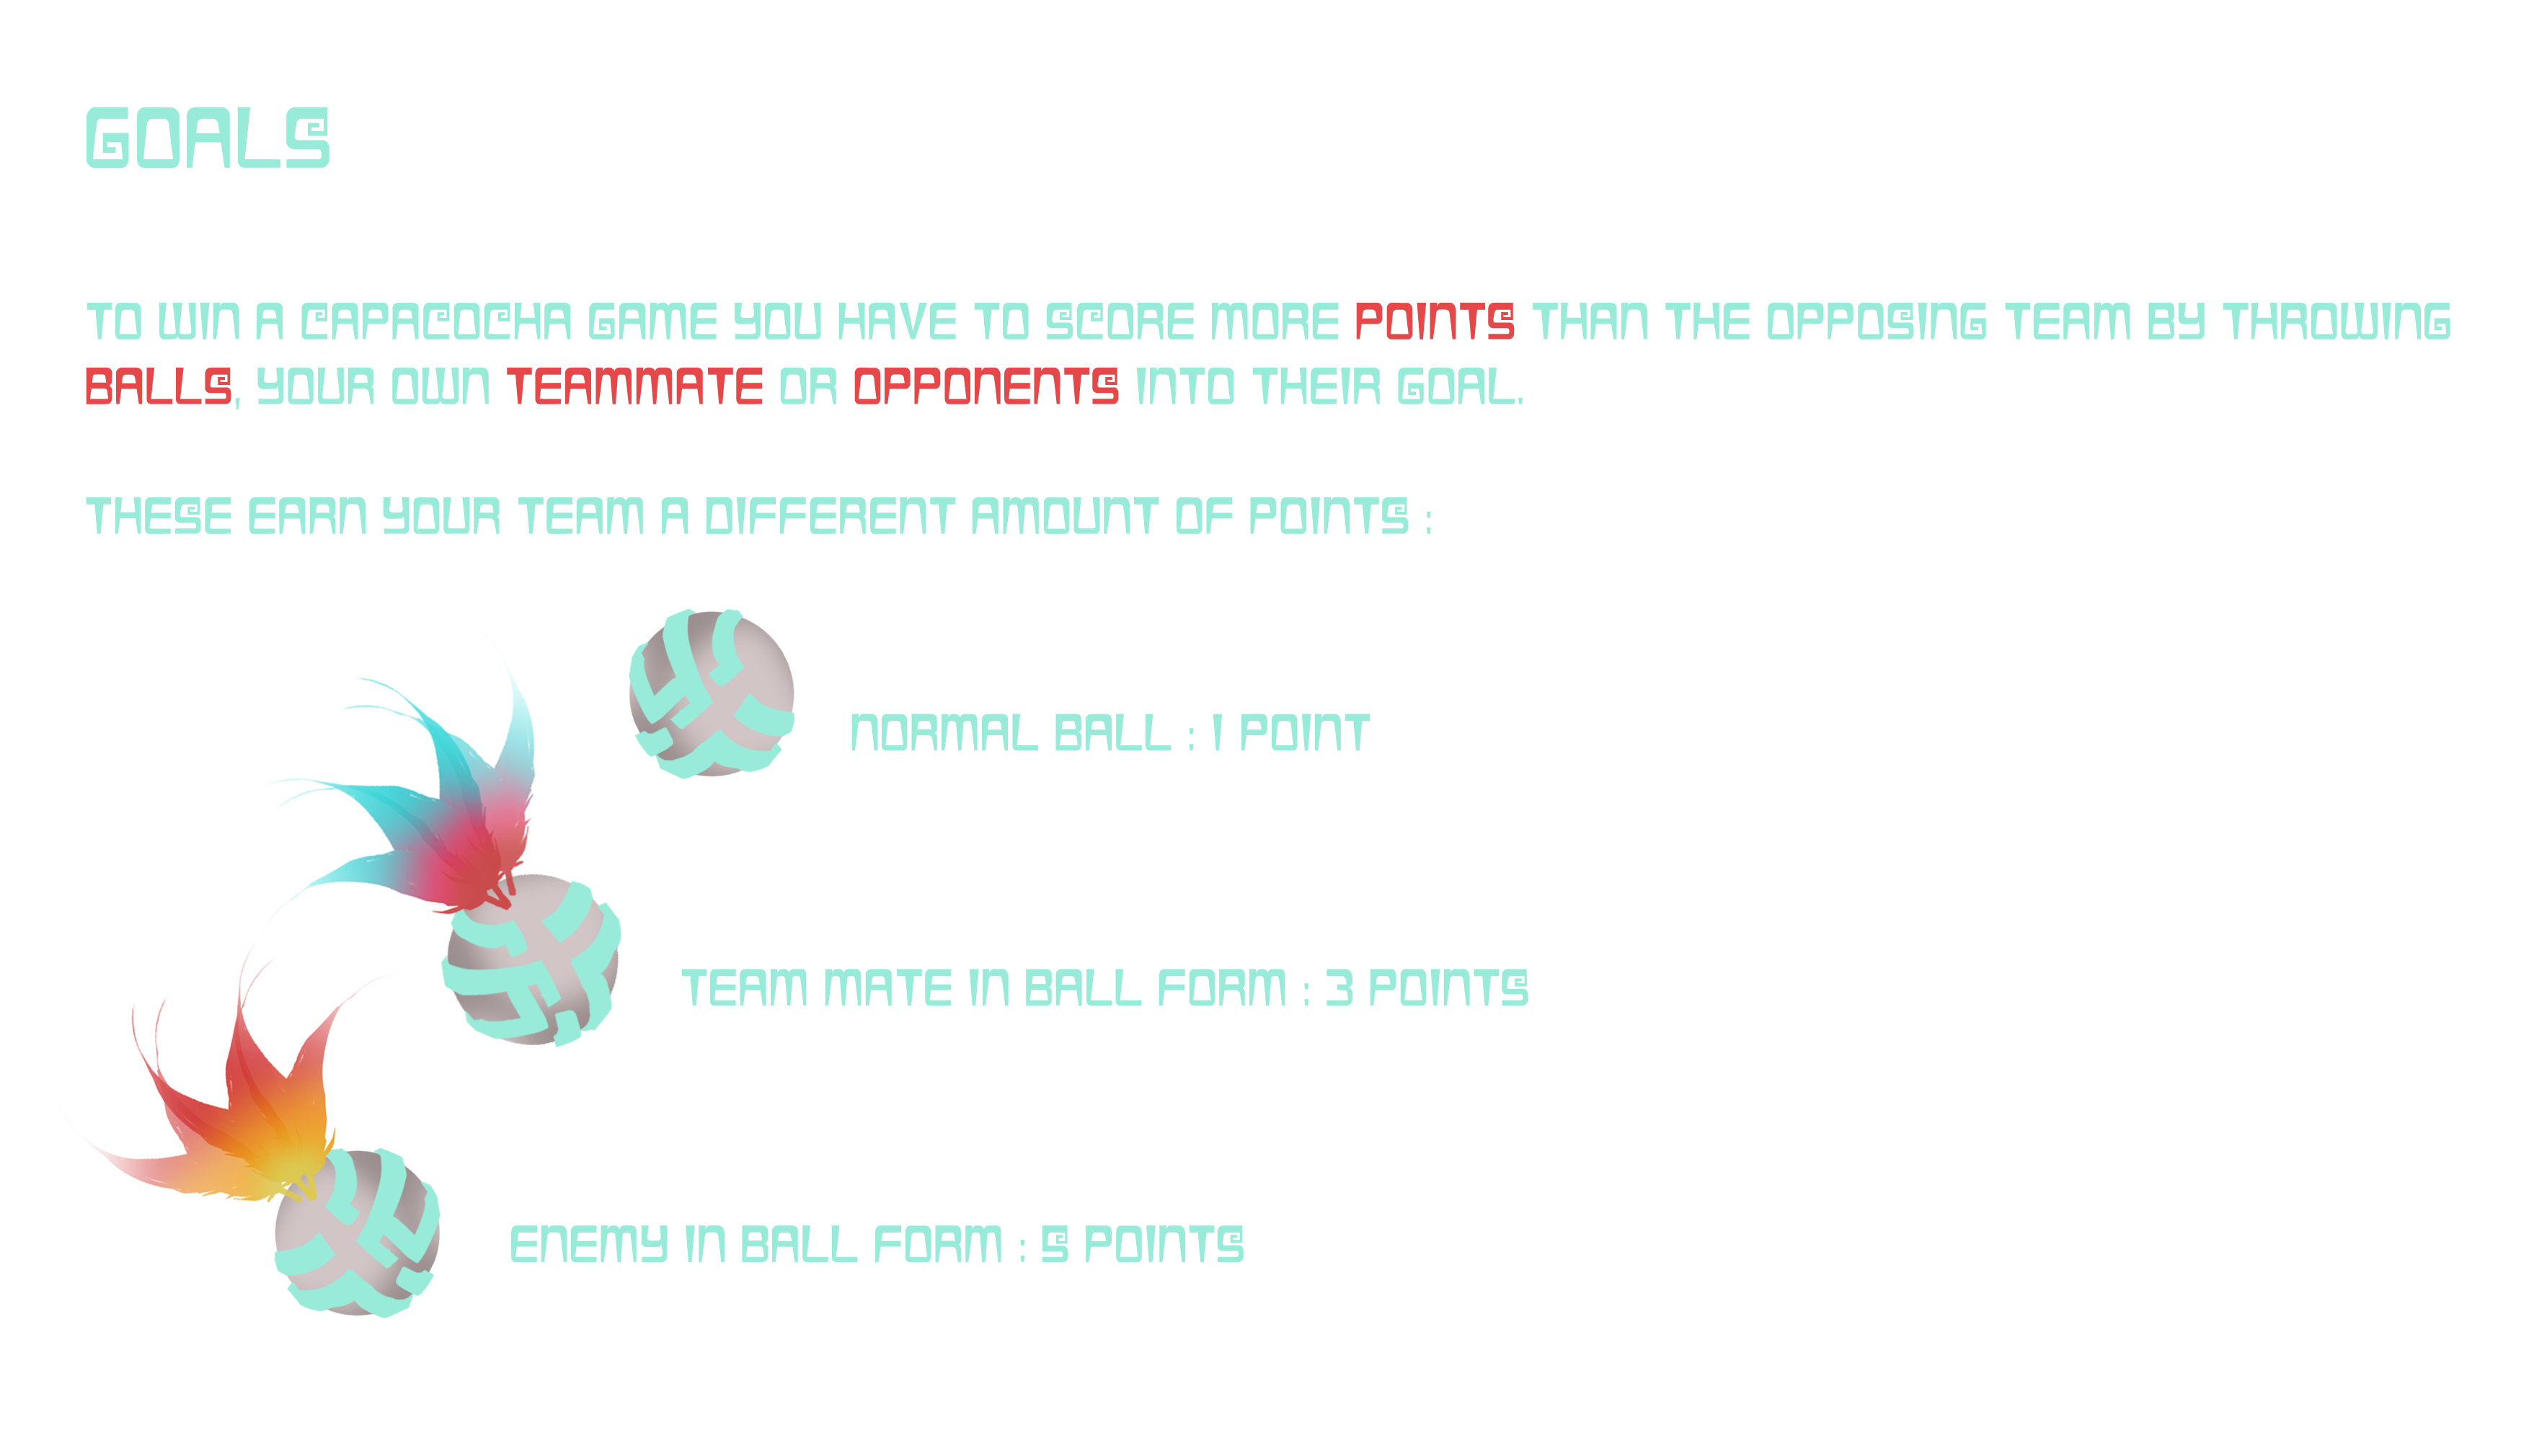 GOALS
TO WIN A CAPACOCHA GAME YOU HAVE TO SCORE MORE POINTS THAN THE OPPOSING TEAM BY THROWING
BALLS, YOUR OWN TEAMMATE OR OPPONENTS INTO THEIR GOAL.
THESE EARN YOUR TEAM A DIFFERENT AMOUNT OF POINTS :
NORMAL BALL : 1 POINT
TEAM MATE IN BALL FORM : 3 POINTS
ENEMY IN BALL FORM : 5 POINTS